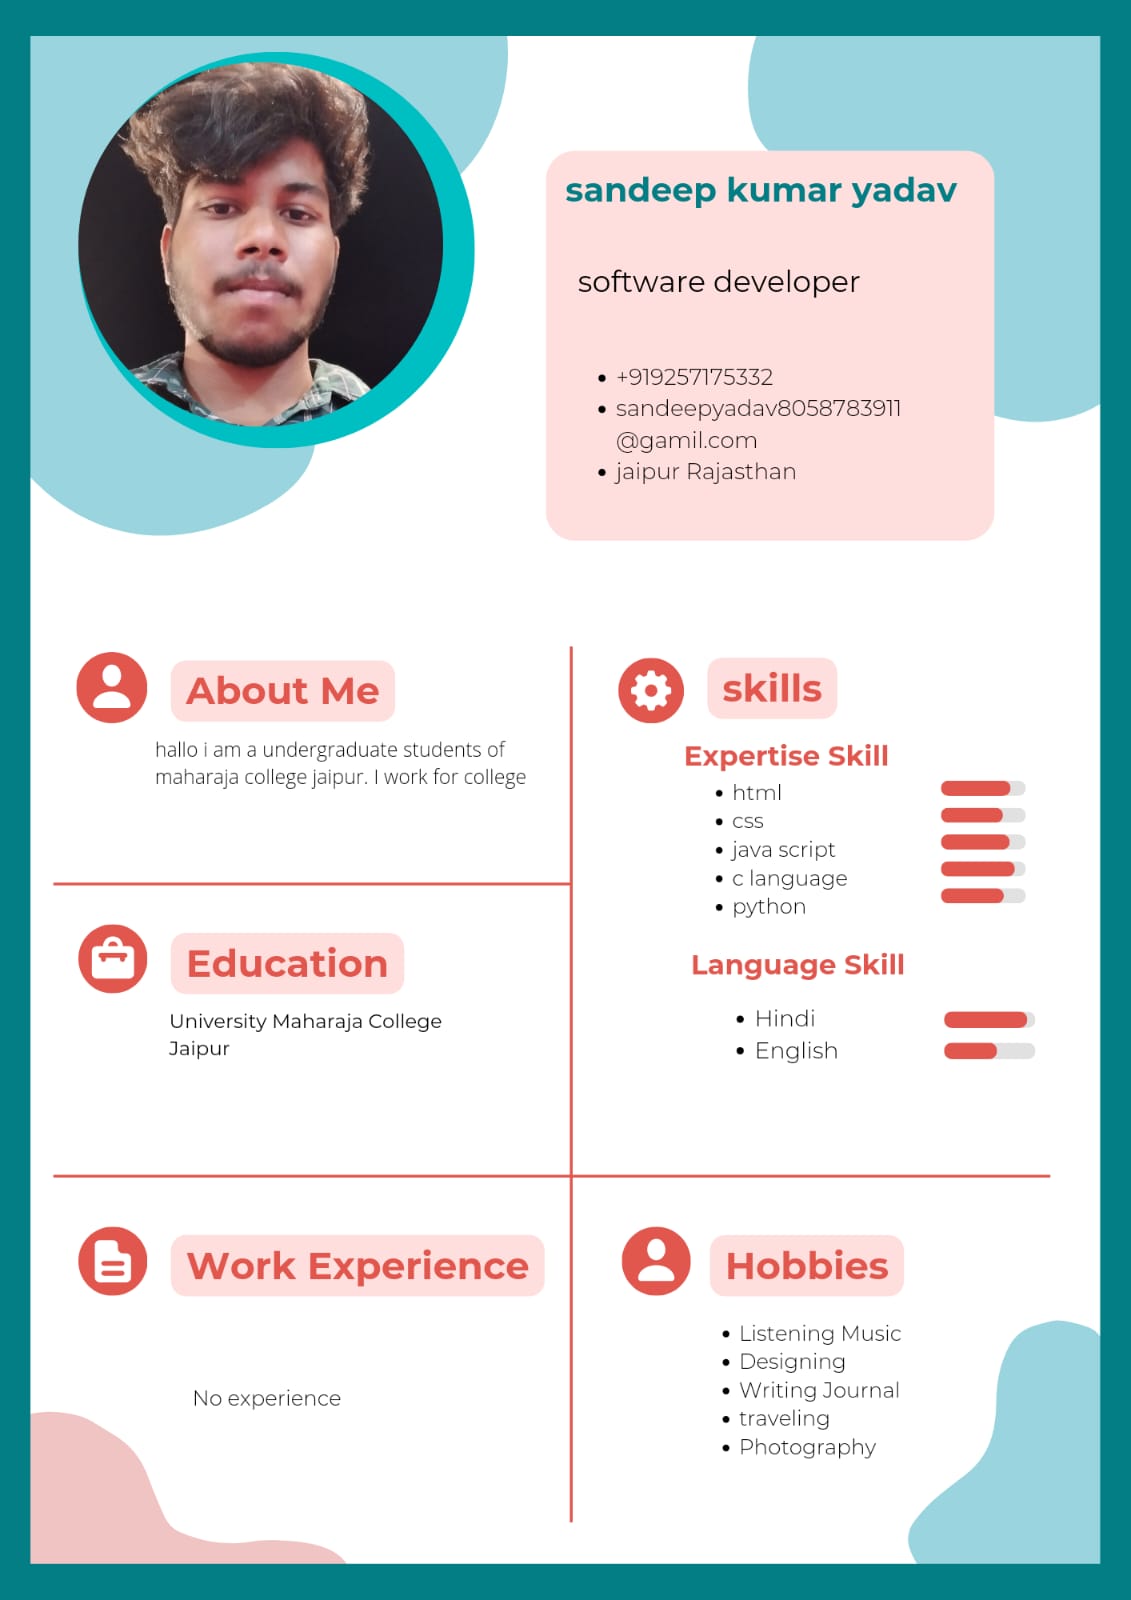 sandeep kumar yadav
software developer
+919257175332
sandeepyadav8058783911
@gamil.com
jaipur Rajasthan
About Me
hallo i am a undergraduate students of
maharaja college jaipur. I work for college
Education
University Maharaja College
Jaipur
Work Experience
No experience
skills
Expertise Skill
html
css
java script
c language
python
Language Skill
Hindi
English
Hobbies
Listening Music
Designing
Writing Journal
traveling
Photography